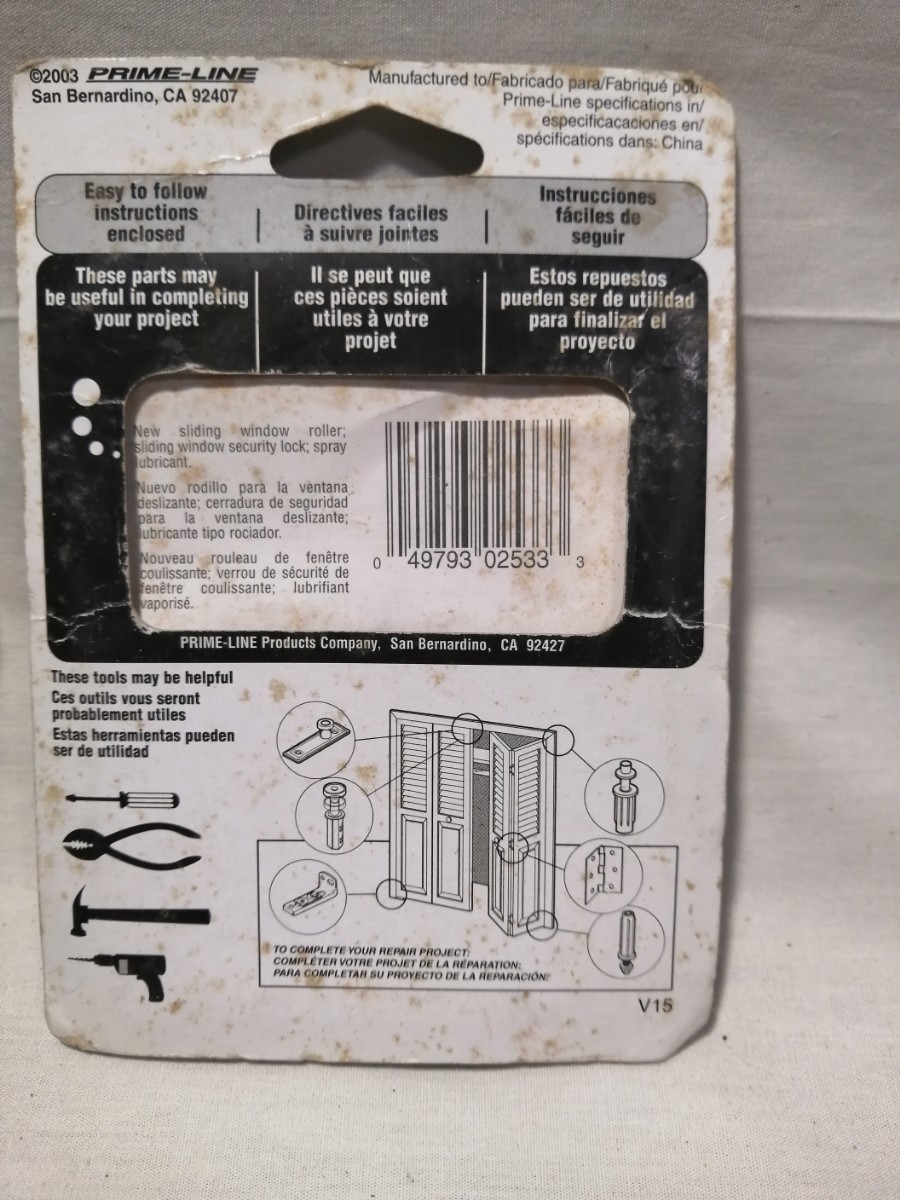 ©2003 PRIME-LINE
San Bernardino, CA 92407
Manufactured to/Fabricado para/Fabriqué pour
Prime-Line specifications in/
especificacaciones en/
spécifications dans: China
Easy to follow
instructions
enclosed
Directives faciles
à suivre jointes
Instrucciones
fáciles de
seguir
These parts may
be useful in completing
your project
Il se peut que
ces pièces soient
utiles à votre
projet
Estos repuestos
pueden ser de utilidad
para finalizar el
proyecto
New sliding window roller;
sliding window security lock; spray
lubricant.
Nuevo rodillo para la ventana
deslizante; cerradura de seguridad
para la ventana deslizante;
lubricante tipo rociador.
Nouveau rouleau de fenêtre
coulissante; verrou de sécurité de
fenêtre coulissante; lubrifiant
vaporisé.
0 49793 02533 3
PRIME-LINE Products Company, San Bernardino, CA 92427
These tools may be helpful
Ces outils vous seront
probablement utiles
Estas herramientas pueden
ser de utilidad
TO COMPLETE YOUR REPAIR PROJECT:
COMPLÉTER VOTRE PROJET DE LA RÉPARATION:
PARA COMPLETAR SU PROYECTO DE LA REPARACIÓN:
V15